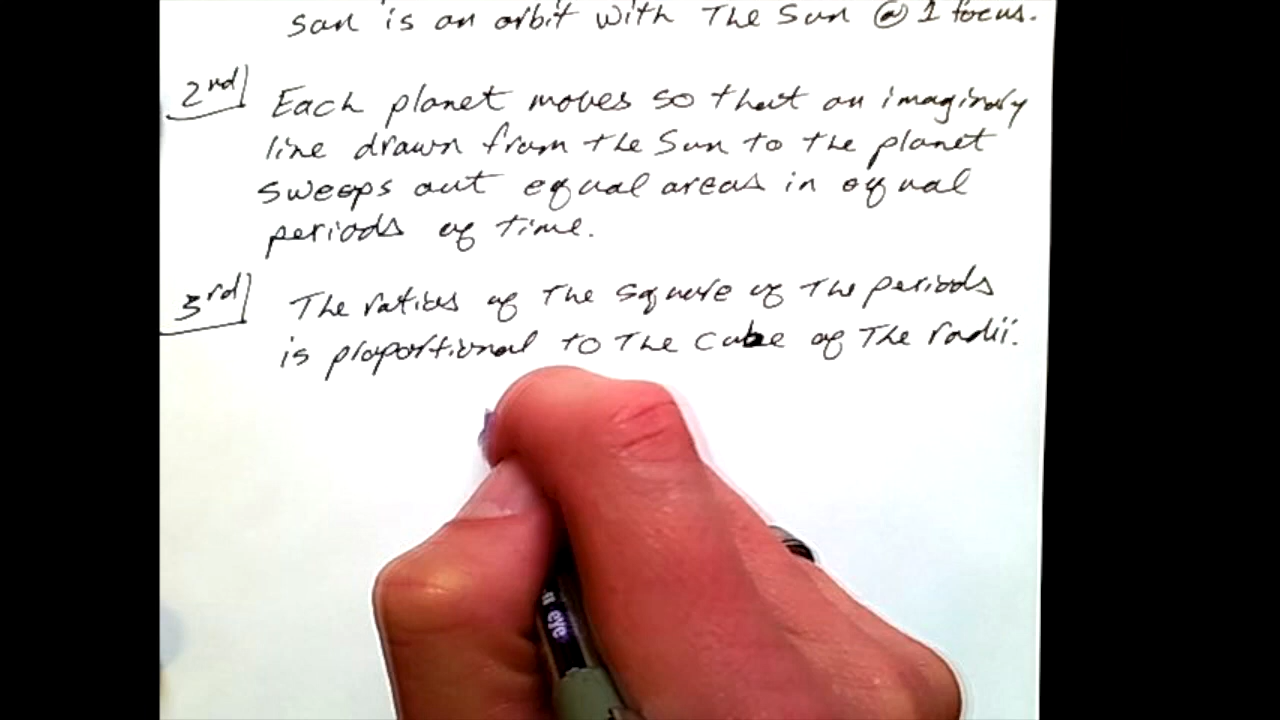 sun is an orbit with The Sun @ 1 focus.
2nd Each planet moves so that an imaginary
line drawn from the Sun to the planet
sweeps out equal areas in equal
periods of time.
3rd The ratios of The square of The periods
is proportional to The Cube of The radii.
eye